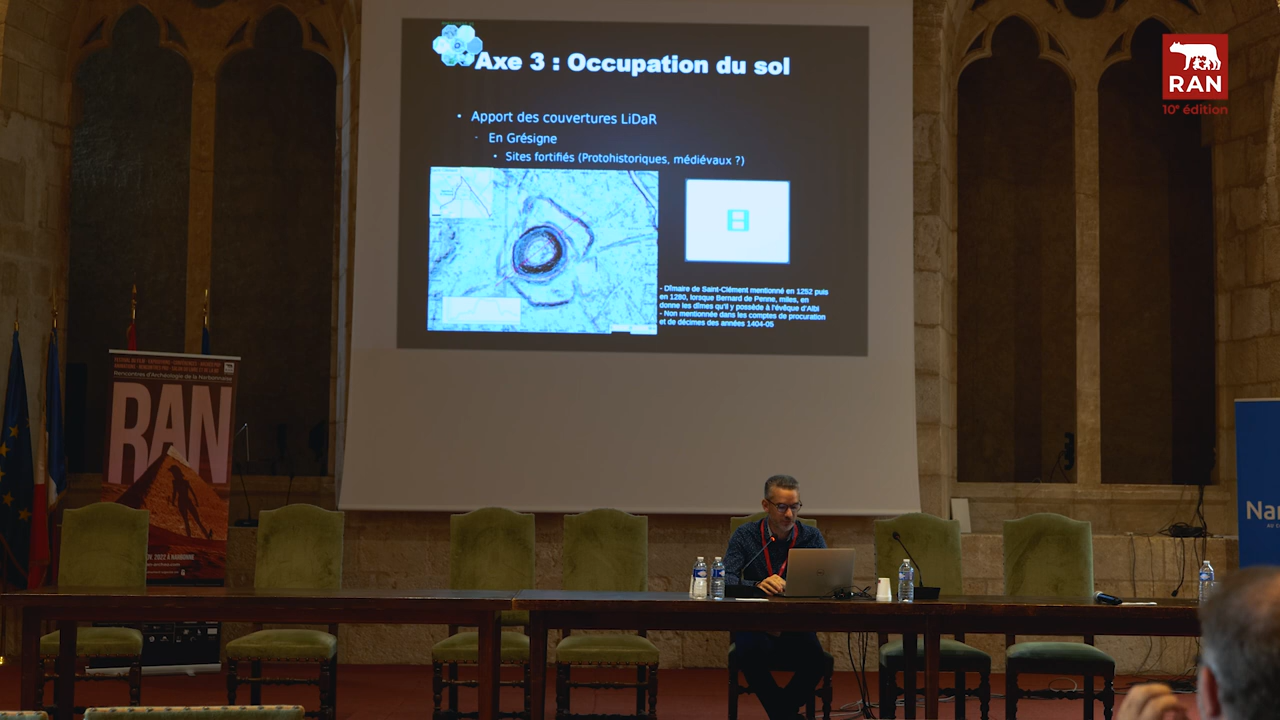 Axe 3 : Occupation du sol
• Apport des couvertures LiDaR
- En Grésigne
• Sites fortifiés (Protohistoriques, médiévaux ?)
- Dîmaire de Saint-Clément mentionné en 1252 puis
en 1280, lorsque Bernard de Penne, miles, en
donne les dîmes qu'il y possède à l'évêque d'Albi
- Non mentionnée dans les comptes de procuration
et de décimes des années 1404-05
RAN
10e édition
Rencontres d'Archéologie de la Narbonnaise
RAN
2022 À NARBONNE
Nar